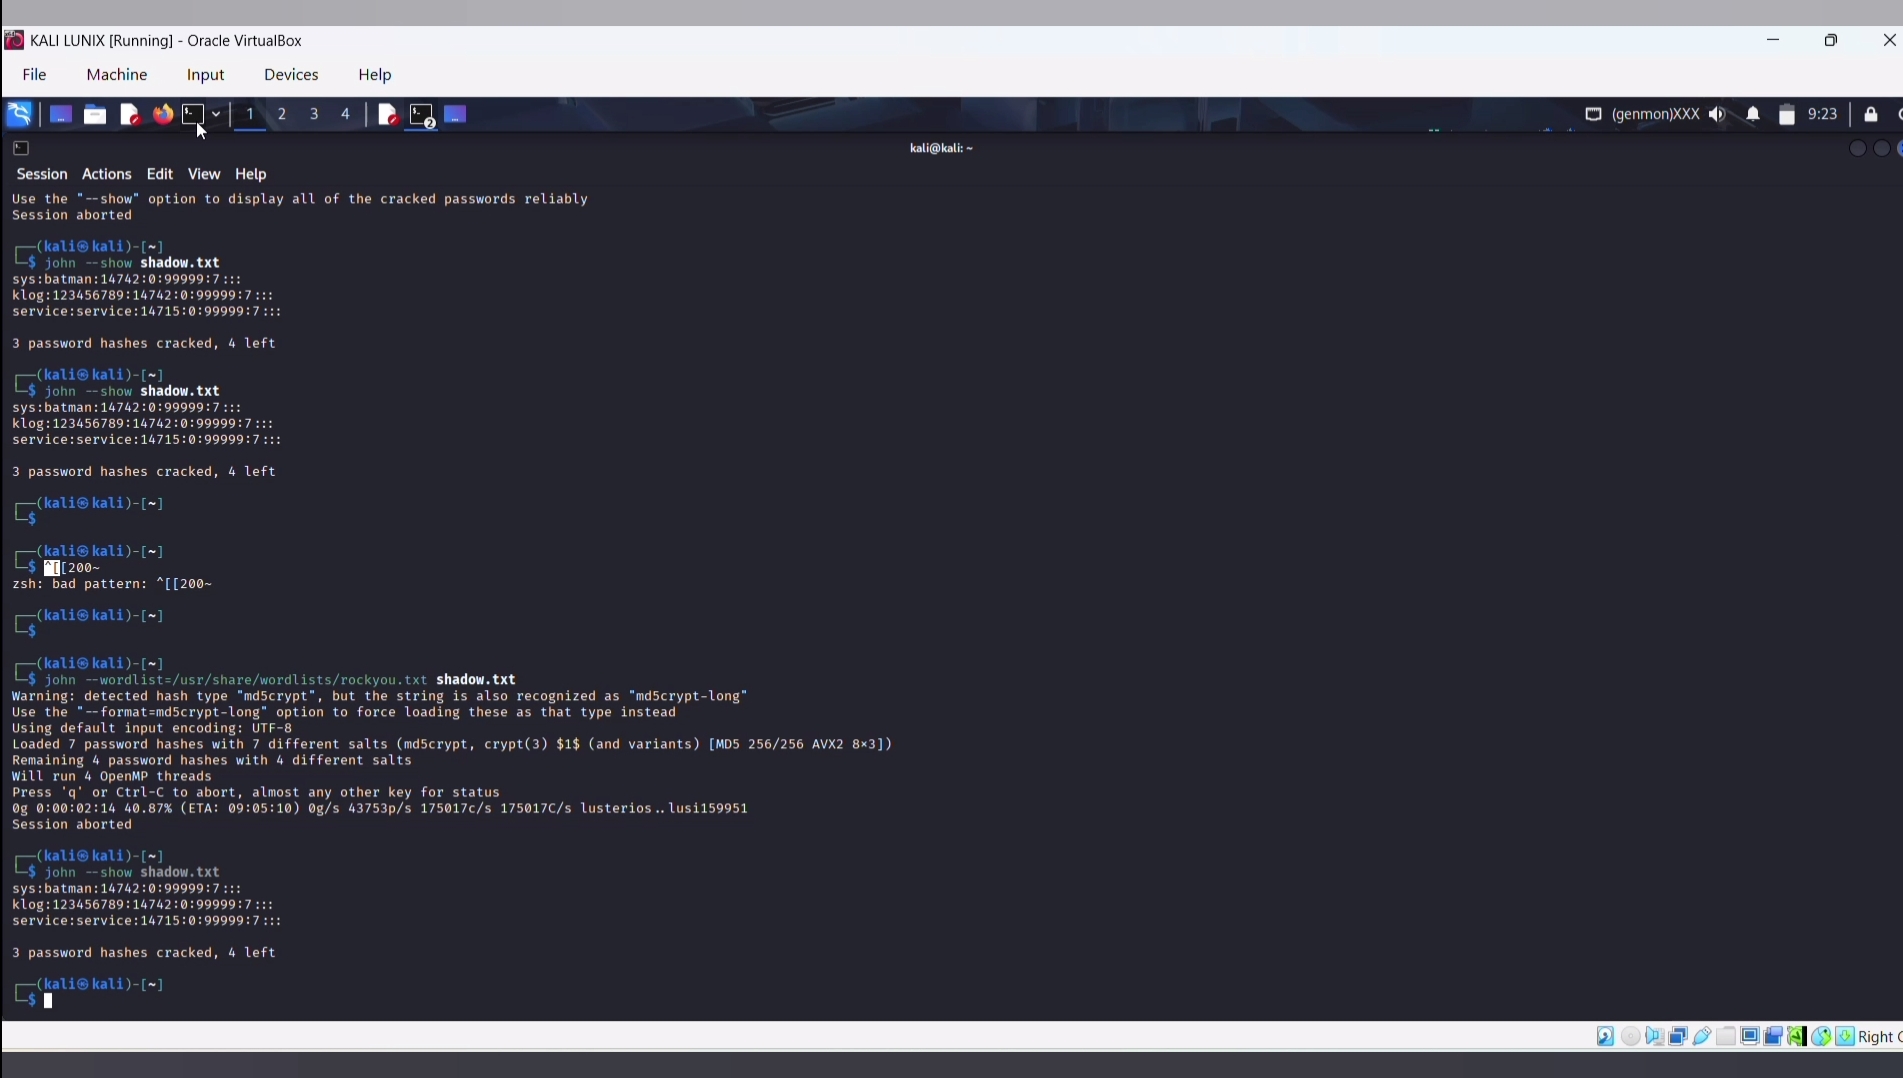 KALI LUNIX [Running] - Oracle VirtualBox
File Machine Input Devices Help
1 2 3 4 2 (genmon)XXX 9:23
kali@kali: ~
Session Actions Edit View Help
Use the "--show" option to display all of the cracked passwords reliably
Session aborted
┌──(kali㉿kali)-[~]
└─$ john --show shadow.txt
sys:batman:14742:0:99999:7:::
klog:123456789:14742:0:99999:7:::
service:service:14715:0:99999:7:::
3 password hashes cracked, 4 left
┌──(kali㉿kali)-[~]
└─$ john --show shadow.txt
sys:batman:14742:0:99999:7:::
klog:123456789:14742:0:99999:7:::
service:service:14715:0:99999:7:::
3 password hashes cracked, 4 left
┌──(kali㉿kali)-[~]
└─$
┌──(kali㉿kali)-[~]
└─$ ^[[200~
zsh: bad pattern: ^[[200~
┌──(kali㉿kali)-[~]
└─$
┌──(kali㉿kali)-[~]
└─$ john --wordlist=/usr/share/wordlists/rockyou.txt shadow.txt
Warning: detected hash type "md5crypt", but the string is also recognized as "md5crypt-long"
Use the "--format=md5crypt-long" option to force loading these as that type instead
Using default input encoding: UTF-8
Loaded 7 password hashes with 7 different salts (md5crypt, crypt(3) $1$ (and variants) [MD5 256/256 AVX2 8×3])
Remaining 4 password hashes with 4 different salts
Will run 4 OpenMP threads
Press 'q' or Ctrl-C to abort, almost any other key for status
0g 0:00:02:14 40.87% (ETA: 09:05:10) 0g/s 43753p/s 175017c/s 175017C/s lusterios..lusi159951
Session aborted
┌──(kali㉿kali)-[~]
└─$ john --show shadow.txt
sys:batman:14742:0:99999:7:::
klog:123456789:14742:0:99999:7:::
service:service:14715:0:99999:7:::
3 password hashes cracked, 4 left
┌──(kali㉿kali)-[~]
└─$
Right